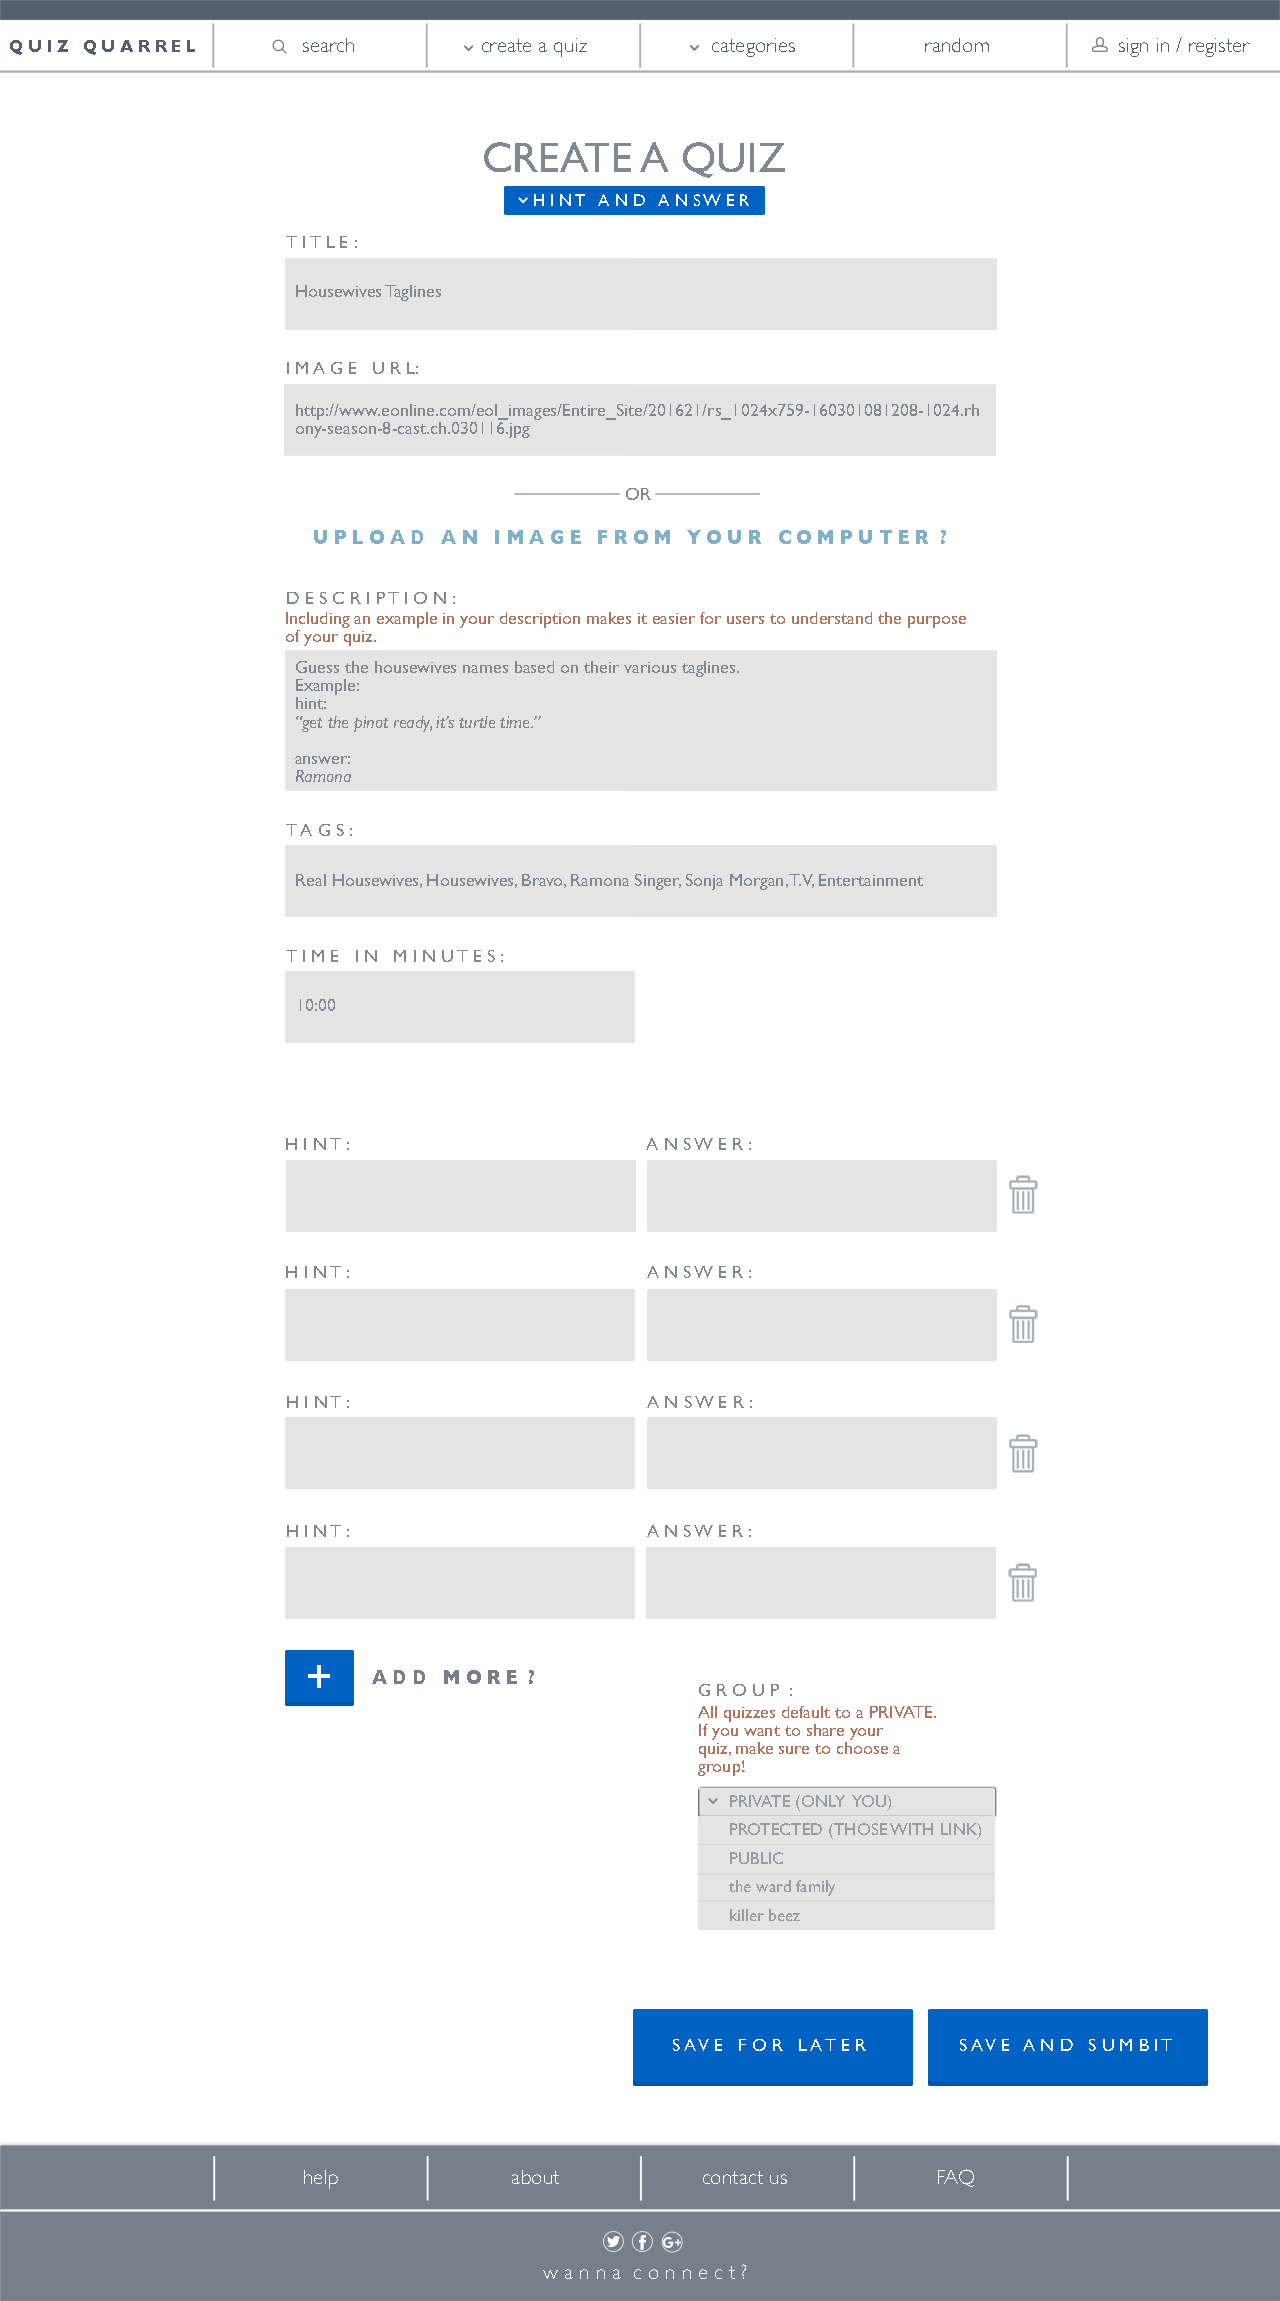 QUIZ QUARREL
search
create a quiz
categories
random
sign in / register
CREATE A QUIZ
HINT AND ANSWER
TITLE:
Housewives Taglines
IMAGE URL:
http://www.eonline.com/eol_images/Entire_Site/201621/rs_1024x759-16030108 1208-1024.rh
ony-season-8-cast.ch.030116.jpg
OR
UPLOAD AN IMAGE FROM YOUR COMPUTER?
DESCRIPTION:
Including an example in your description makes it easier for users to understand the purpose
of your quiz.
Guess the housewives names based on their various taglines.
Example:
hint:
“get the pinot ready, it’s turtle time.”
answer:
Ramona
TAGS:
Real Housewives, Housewives, Bravo, Ramona Singer, Sonja Morgan, T.V, Entertainment
TIME IN MINUTES:
10:00
HINT: ANSWER:
HINT: ANSWER:
HINT: ANSWER:
HINT: ANSWER:
+ ADD MORE?
GROUP:
All quizzes default to a PRIVATE.
If you want to share your
quiz, make sure to choose a
group!
PRIVATE (ONLY YOU)
PROTECTED (THOSE WITH LINK)
PUBLIC
the ward family
killer beez
SAVE FOR LATER
SAVE AND SUMBIT
help
about
contact us
FAQ
G+
wanna connect?